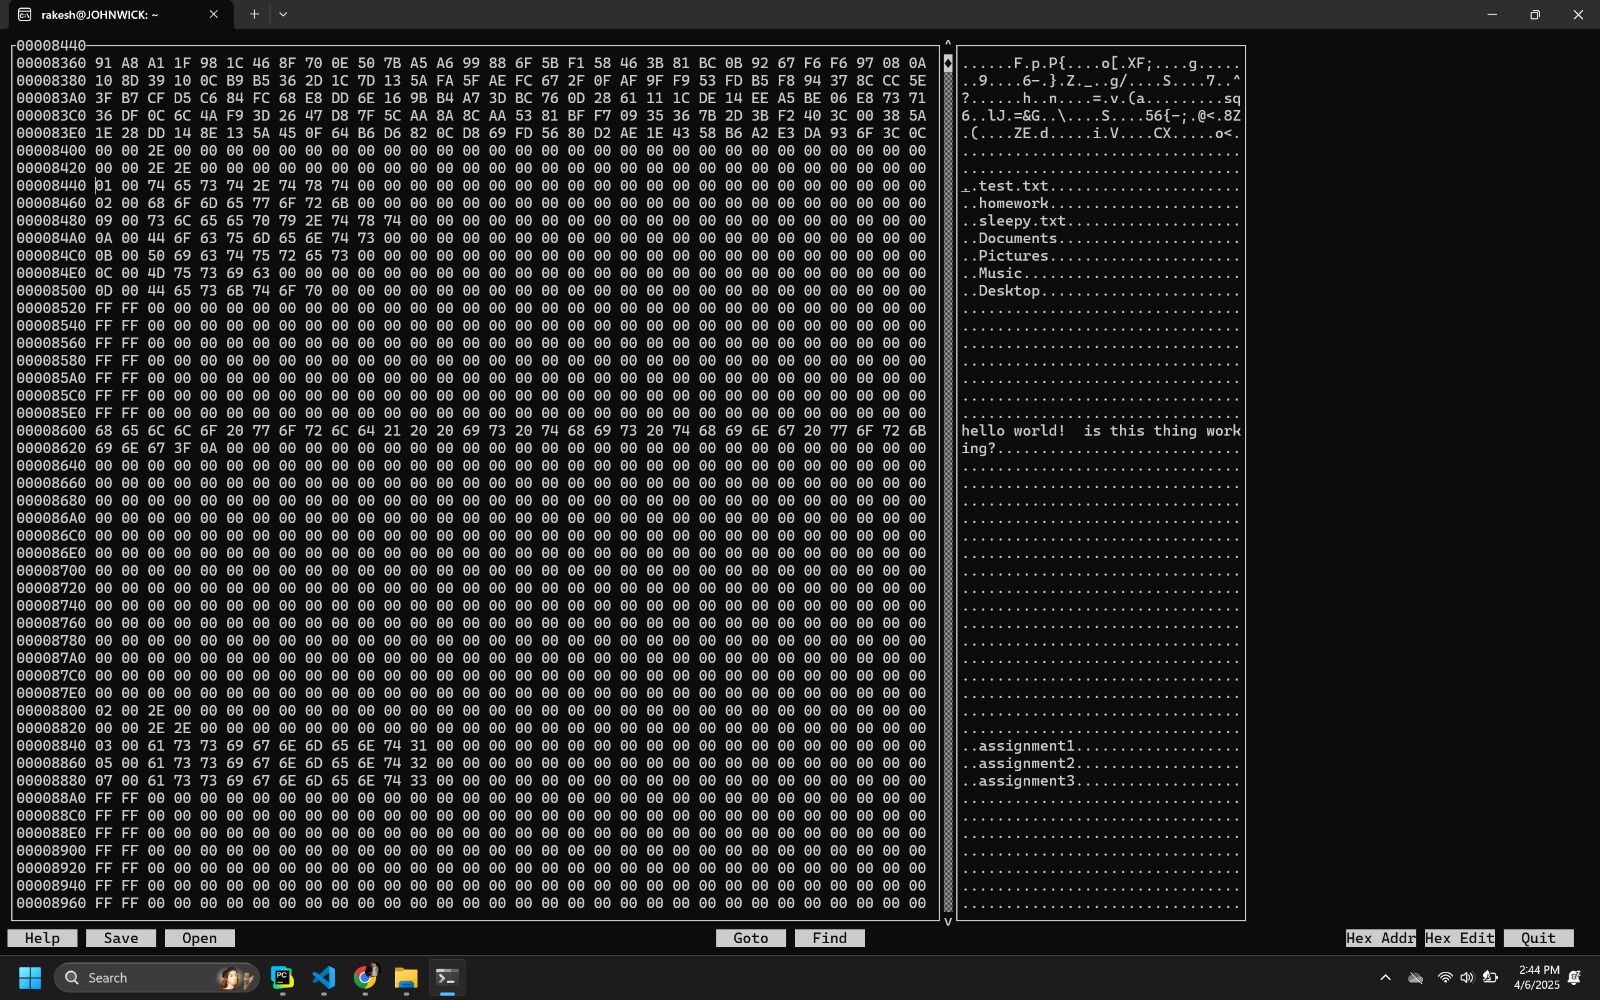 rakesh@JOHNWICK: ~
00008440
00008360 91 A8 A1 1F 98 1C 46 8F 70 0E 50 7B A5 A6 99 88 6F 5B F1 58 46 3B 81 BC 0B 92 67 F6 F6 97 08 0A ......F.p.P{....o[.XF;....g.....
00008380 10 8D 39 10 0C B9 B5 36 2D 1C 7D 13 5A FA 5F AE FC 67 2F 0F AF 9F F9 53 FD B5 F8 94 37 8C CC 5E ..9....6-.}.Z._..g/....S....7..^
000083A0 3F B7 CF D5 C6 84 FC 68 E8 DD 6E 16 9B B4 A7 3D BC 76 0D 28 61 11 1C DE 14 EE A5 BE 06 E8 73 71 ?......h..n....=.v.(a.........sq
000083C0 36 DF 0C 6C 4A F9 3D 26 47 D8 7F 5C AA 8A 8C AA 53 81 BF F7 09 35 36 7B 2D 3B F2 40 3C 00 38 5A 6..lJ.=&G..\....S....56{-;.@<.8Z
000083E0 1E 28 DD 14 8E 13 5A 45 0F 64 B6 D6 82 0C D8 69 FD 56 80 D2 AE 1E 43 58 B6 A2 E3 DA 93 6F 3C 0C .(....ZE.d.....i.V....CX.....o<.
00008400 00 00 2E 00 00 00 00 00 00 00 00 00 00 00 00 00 00 00 00 00 00 00 00 00 00 00 00 00 00 00 00 00 ................................
00008420 00 00 2E 2E 00 00 00 00 00 00 00 00 00 00 00 00 00 00 00 00 00 00 00 00 00 00 00 00 00 00 00 00 ................................
00008440 01 00 74 65 73 74 2E 74 78 74 00 00 00 00 00 00 00 00 00 00 00 00 00 00 00 00 00 00 00 00 00 00 ..test.txt......................
00008460 02 00 68 6F 6D 65 77 6F 72 6B 00 00 00 00 00 00 00 00 00 00 00 00 00 00 00 00 00 00 00 00 00 00 ..homework......................
00008480 09 00 73 6C 65 65 70 79 2E 74 78 74 00 00 00 00 00 00 00 00 00 00 00 00 00 00 00 00 00 00 00 00 ..sleepy.txt....................
000084A0 0A 00 44 6F 63 75 6D 65 6E 74 73 00 00 00 00 00 00 00 00 00 00 00 00 00 00 00 00 00 00 00 00 00 ..Documents.....................
000084C0 0B 00 50 69 63 74 75 72 65 73 00 00 00 00 00 00 00 00 00 00 00 00 00 00 00 00 00 00 00 00 00 00 ..Pictures......................
000084E0 0C 00 4D 75 73 69 63 00 00 00 00 00 00 00 00 00 00 00 00 00 00 00 00 00 00 00 00 00 00 00 00 00 ..Music.........................
00008500 0D 00 44 65 73 6B 74 6F 70 00 00 00 00 00 00 00 00 00 00 00 00 00 00 00 00 00 00 00 00 00 00 00 ..Desktop.......................
00008520 FF FF 00 00 00 00 00 00 00 00 00 00 00 00 00 00 00 00 00 00 00 00 00 00 00 00 00 00 00 00 00 00 ................................
00008540 FF FF 00 00 00 00 00 00 00 00 00 00 00 00 00 00 00 00 00 00 00 00 00 00 00 00 00 00 00 00 00 00 ................................
00008560 FF FF 00 00 00 00 00 00 00 00 00 00 00 00 00 00 00 00 00 00 00 00 00 00 00 00 00 00 00 00 00 00 ................................
00008580 FF FF 00 00 00 00 00 00 00 00 00 00 00 00 00 00 00 00 00 00 00 00 00 00 00 00 00 00 00 00 00 00 ................................
000085A0 FF FF 00 00 00 00 00 00 00 00 00 00 00 00 00 00 00 00 00 00 00 00 00 00 00 00 00 00 00 00 00 00 ................................
000085C0 FF FF 00 00 00 00 00 00 00 00 00 00 00 00 00 00 00 00 00 00 00 00 00 00 00 00 00 00 00 00 00 00 ................................
000085E0 FF FF 00 00 00 00 00 00 00 00 00 00 00 00 00 00 00 00 00 00 00 00 00 00 00 00 00 00 00 00 00 00 ................................
00008600 68 65 6C 6C 6F 20 77 6F 72 6C 64 21 20 20 69 73 20 74 68 69 73 20 74 68 69 6E 67 20 77 6F 72 6B hello world!  is this thing work
00008620 69 6E 67 3F 0A 00 00 00 00 00 00 00 00 00 00 00 00 00 00 00 00 00 00 00 00 00 00 00 00 00 00 00 ing?............................
00008640 00 00 00 00 00 00 00 00 00 00 00 00 00 00 00 00 00 00 00 00 00 00 00 00 00 00 00 00 00 00 00 00 ................................
00008660 00 00 00 00 00 00 00 00 00 00 00 00 00 00 00 00 00 00 00 00 00 00 00 00 00 00 00 00 00 00 00 00 ................................
00008680 00 00 00 00 00 00 00 00 00 00 00 00 00 00 00 00 00 00 00 00 00 00 00 00 00 00 00 00 00 00 00 00 ................................
000086A0 00 00 00 00 00 00 00 00 00 00 00 00 00 00 00 00 00 00 00 00 00 00 00 00 00 00 00 00 00 00 00 00 ................................
000086C0 00 00 00 00 00 00 00 00 00 00 00 00 00 00 00 00 00 00 00 00 00 00 00 00 00 00 00 00 00 00 00 00 ................................
000086E0 00 00 00 00 00 00 00 00 00 00 00 00 00 00 00 00 00 00 00 00 00 00 00 00 00 00 00 00 00 00 00 00 ................................
00008700 00 00 00 00 00 00 00 00 00 00 00 00 00 00 00 00 00 00 00 00 00 00 00 00 00 00 00 00 00 00 00 00 ................................
00008720 00 00 00 00 00 00 00 00 00 00 00 00 00 00 00 00 00 00 00 00 00 00 00 00 00 00 00 00 00 00 00 00 ................................
00008740 00 00 00 00 00 00 00 00 00 00 00 00 00 00 00 00 00 00 00 00 00 00 00 00 00 00 00 00 00 00 00 00 ................................
00008760 00 00 00 00 00 00 00 00 00 00 00 00 00 00 00 00 00 00 00 00 00 00 00 00 00 00 00 00 00 00 00 00 ................................
00008780 00 00 00 00 00 00 00 00 00 00 00 00 00 00 00 00 00 00 00 00 00 00 00 00 00 00 00 00 00 00 00 00 ................................
000087A0 00 00 00 00 00 00 00 00 00 00 00 00 00 00 00 00 00 00 00 00 00 00 00 00 00 00 00 00 00 00 00 00 ................................
000087C0 00 00 00 00 00 00 00 00 00 00 00 00 00 00 00 00 00 00 00 00 00 00 00 00 00 00 00 00 00 00 00 00 ................................
000087E0 00 00 00 00 00 00 00 00 00 00 00 00 00 00 00 00 00 00 00 00 00 00 00 00 00 00 00 00 00 00 00 00 ................................
00008800 02 00 2E 00 00 00 00 00 00 00 00 00 00 00 00 00 00 00 00 00 00 00 00 00 00 00 00 00 00 00 00 00 ................................
00008820 00 00 2E 2E 00 00 00 00 00 00 00 00 00 00 00 00 00 00 00 00 00 00 00 00 00 00 00 00 00 00 00 00 ................................
00008840 03 00 61 73 73 69 67 6E 6D 65 6E 74 31 00 00 00 00 00 00 00 00 00 00 00 00 00 00 00 00 00 00 00 ..assignment1...................
00008860 05 00 61 73 73 69 67 6E 6D 65 6E 74 32 00 00 00 00 00 00 00 00 00 00 00 00 00 00 00 00 00 00 00 ..assignment2...................
00008880 07 00 61 73 73 69 67 6E 6D 65 6E 74 33 00 00 00 00 00 00 00 00 00 00 00 00 00 00 00 00 00 00 00 ..assignment3...................
000088A0 FF FF 00 00 00 00 00 00 00 00 00 00 00 00 00 00 00 00 00 00 00 00 00 00 00 00 00 00 00 00 00 00 ................................
000088C0 FF FF 00 00 00 00 00 00 00 00 00 00 00 00 00 00 00 00 00 00 00 00 00 00 00 00 00 00 00 00 00 00 ................................
000088E0 FF FF 00 00 00 00 00 00 00 00 00 00 00 00 00 00 00 00 00 00 00 00 00 00 00 00 00 00 00 00 00 00 ................................
00008900 FF FF 00 00 00 00 00 00 00 00 00 00 00 00 00 00 00 00 00 00 00 00 00 00 00 00 00 00 00 00 00 00 ................................
00008920 FF FF 00 00 00 00 00 00 00 00 00 00 00 00 00 00 00 00 00 00 00 00 00 00 00 00 00 00 00 00 00 00 ................................
00008940 FF FF 00 00 00 00 00 00 00 00 00 00 00 00 00 00 00 00 00 00 00 00 00 00 00 00 00 00 00 00 00 00 ................................
00008960 FF FF 00 00 00 00 00 00 00 00 00 00 00 00 00 00 00 00 00 00 00 00 00 00 00 00 00 00 00 00 00 00 ................................
Help Save Open Goto Find Hex Addr Hex Edit Quit
Search
2:44 PM
4/6/2025